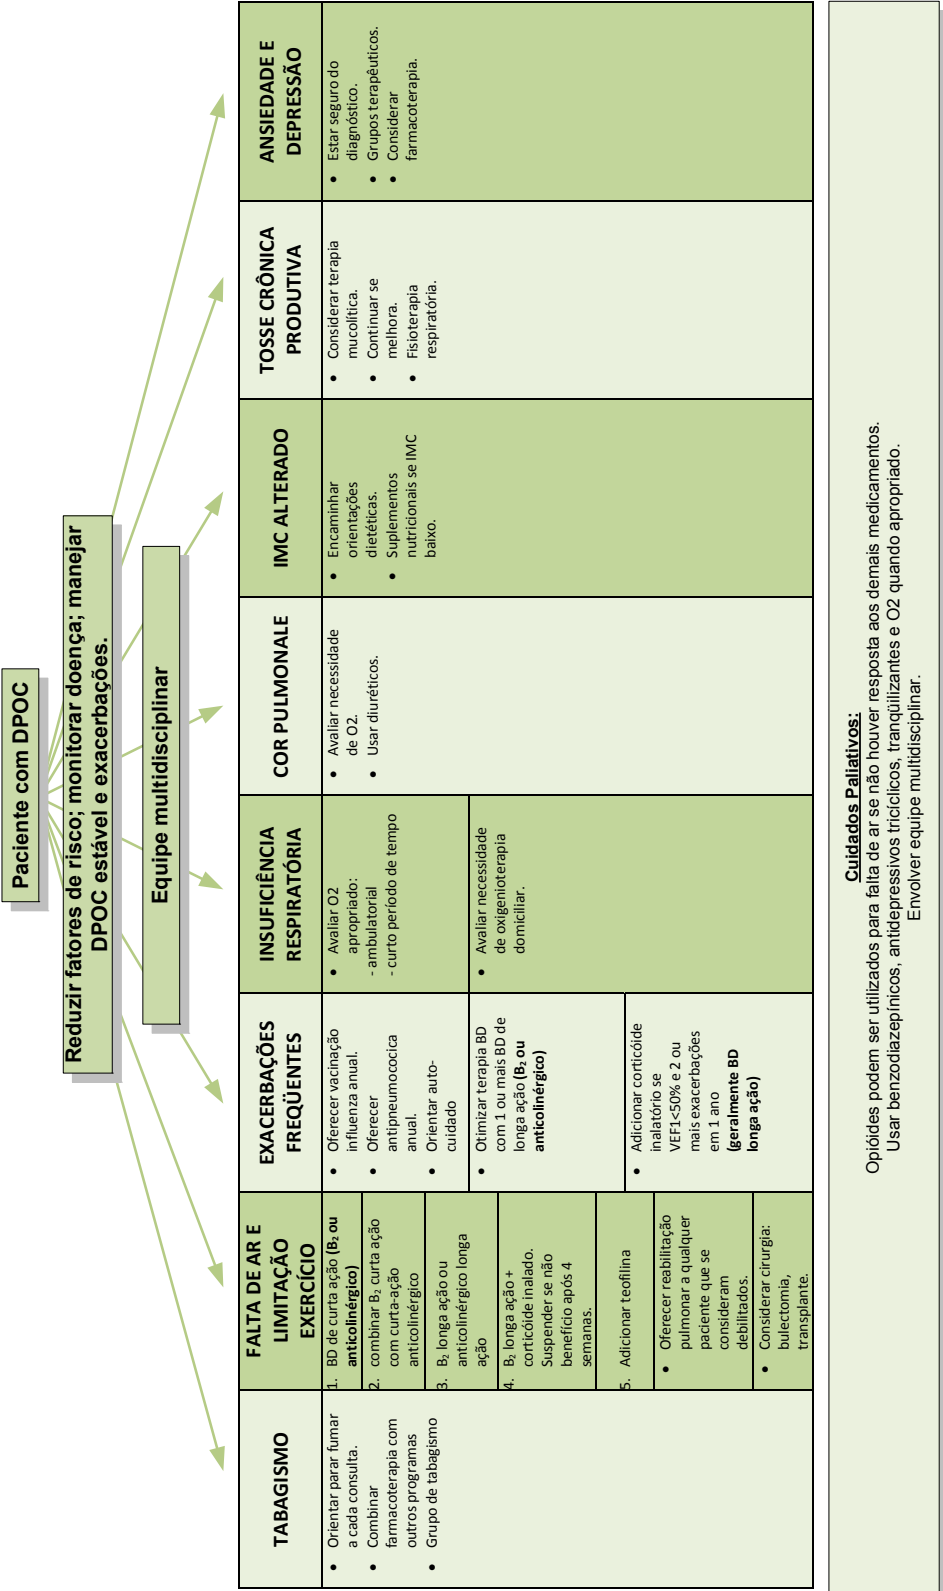 Paciente com DPOC
Reduzir fatores de risco; monitorar doença; manejar
DPOC estável e exacerbações.
Equipe multidisciplinar
TABAGISMO
• Orientar parar fumar
a cada consulta.
• Combinar
farmacoterapia com
outros programas
• Grupo de tabagismo
FALTA DE AR E
LIMITAÇÃO
EXERCÍCIO
1. BD de curta ação (B₂ ou
anticolinérgico)
2. combinar B₂ curta ação
com curta-ação
anticolinérgico
3. B₂ longa ação ou
anticolinérgico longa
ação
4. B₂ longa ação +
corticóide inalado.
Suspender se não
benefício após 4
semanas.
5. Adicionar teofilina
• Oferecer reabilitação
pulmonar a qualquer
paciente que se
consideram
debilitados.
• Considerar cirurgia:
bulectomia,
transplante.
EXACERBAÇÕES
FREQÜENTES
• Oferecer vacinação
influenza anual.
• Oferecer
antipneumococica
anual.
• Orientar auto-
cuidado
• Otimizar terapia BD
com 1 ou mais BD de
longa ação (B₂ ou
anticolinérgico)
• Adicionar corticóide
inalatório se
VEF1<50% e 2 ou
mais exacerbações
em 1 ano
(geralmente BD
longa ação)
INSUFICIÊNCIA
RESPIRATÓRIA
• Avaliar O2
apropriado:
- ambulatorial
- curto período de tempo
• Avaliar necessidade
de oxigenioterapia
domiciliar.
COR PULMONALE
• Avaliar necessidade
de O2.
• Usar diuréticos.
IMC ALTERADO
• Encaminhar
orientações
dietéticas.
• Suplementos
nutricionais se IMC
baixo.
TOSSE CRÔNICA
PRODUTIVA
• Considerar terapia
mucolítica.
• Continuar se
melhora.
• Fisioterapia
respiratória.
ANSIEDADE E
DEPRESSÃO
• Estar seguro do
diagnóstico.
• Grupos terapêuticos.
• Considerar
farmacoterapia.
Cuidados Paliativos:
Opióides podem ser utilizados para falta de ar se não houver resposta aos demais medicamentos.
Usar benzodiazepínicos, antidepressivos tricíclicos, tranqüilizantes e O2 quando apropriado.
Envolver equipe multidisciplinar.